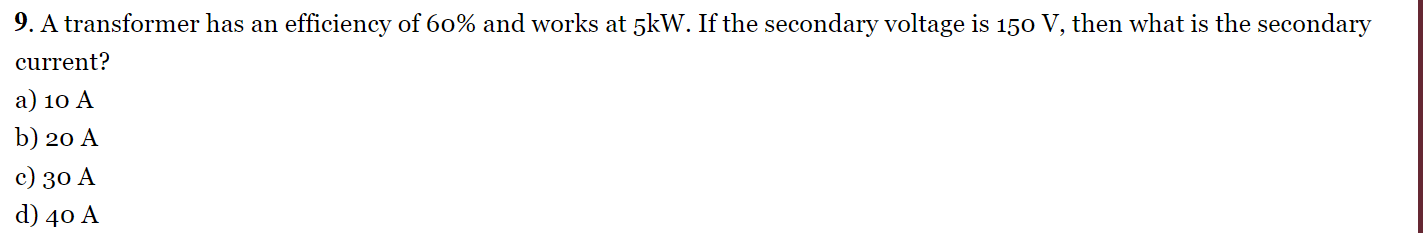 9. A transformer has an efficiency of 60% and works at 5kW. If the secondary voltage is 150 V, then what is the secondary
current?
a) 10 A
b) 20 A
c) 30 A
d) 40 A